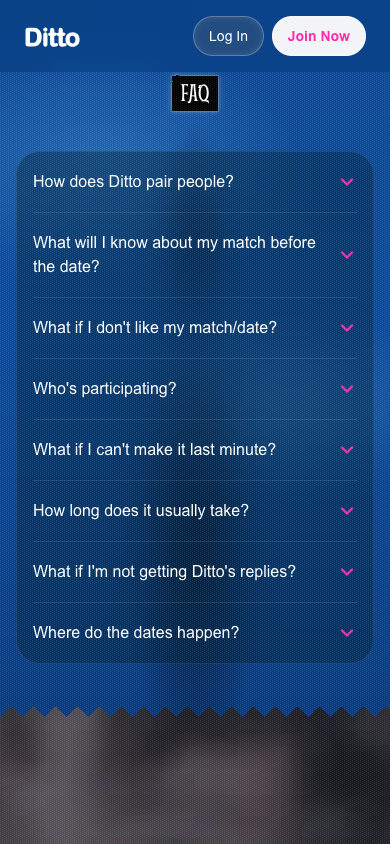 Ditto
Log In
Join Now
FAQ
How does Ditto pair people?
What will I know about my match before
the date?
What if I don't like my match/date?
Who's participating?
What if I can't make it last minute?
How long does it usually take?
What if I'm not getting Ditto's replies?
Where do the dates happen?